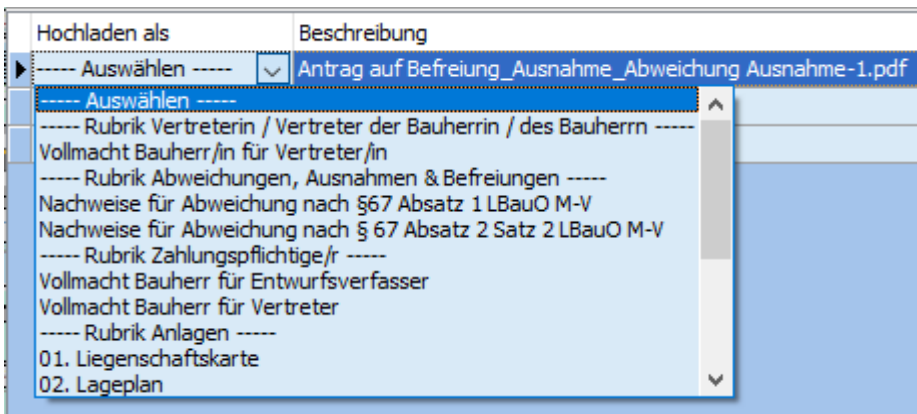 Hochladen als Beschreibung
----- Auswählen ----- Antrag auf Befreiung_Ausnahme_Abweichung Ausnahme-1.pdf
----- Auswählen -----
----- Rubrik Vertreterin / Vertreter der Bauherrin / des Bauherrn -----
Vollmacht Bauherr/in für Vertreter/in
----- Rubrik Abweichungen, Ausnahmen & Befreiungen -----
Nachweise für Abweichung nach §67 Absatz 1 LBauO M-V
Nachweise für Abweichung nach § 67 Absatz 2 Satz 2 LBauO M-V
----- Rubrik Zahlungspflichtige/r -----
Vollmacht Bauherr für Entwurfsverfasser
Vollmacht Bauherr für Vertreter
----- Rubrik Anlagen -----
01. Liegenschaftskarte
02. Lageplan